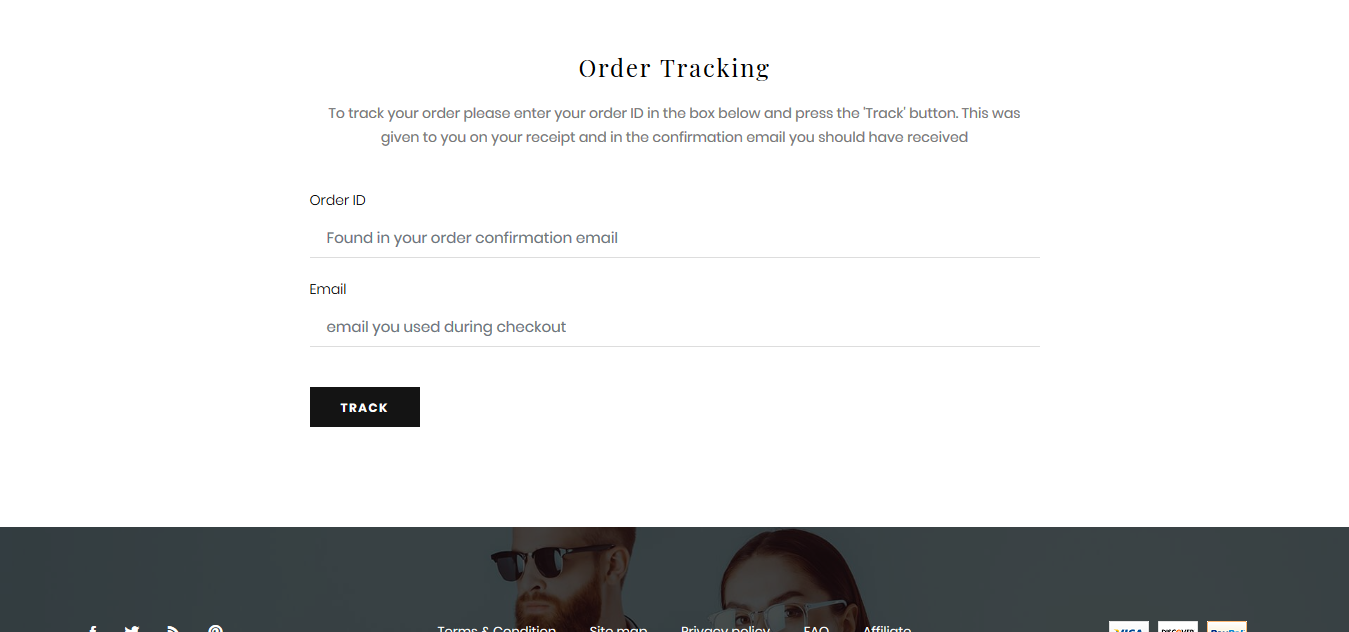 Order Tracking
To track your order please enter your order ID in the box below and press the 'Track' button. This was
given to you on your receipt and in the confirmation email you should have received
Order ID
Found in your order confirmation email
Email
email you used during checkout
TRACK
Terms & Condition Site map Privacy policy FAQ Affiliate
VISA DISCOVER PayPal